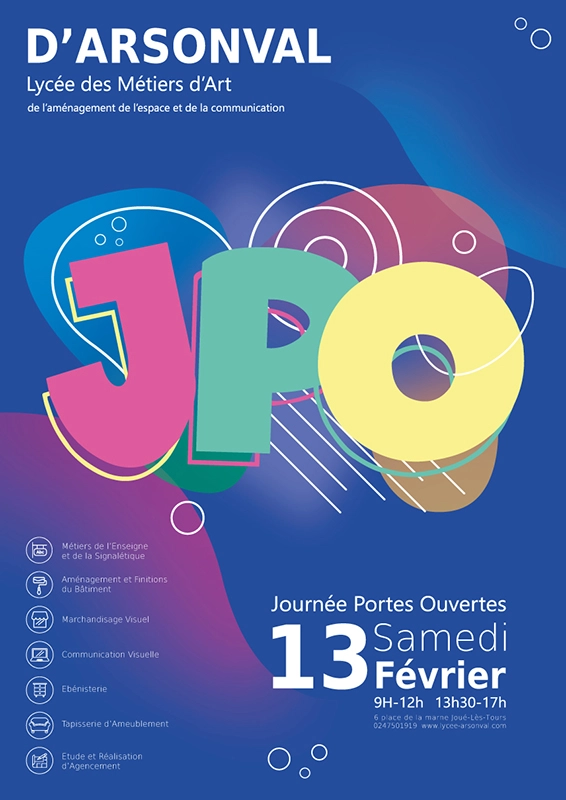 D'ARSONVAL
Lycée des Métiers d'Art
de l'aménagement de l'espace et de la communication
JPO
Métiers de l'Enseigne
et de la Signalétique
Aménagement et Finitions
du Bâtiment
Marchandisage Visuel
Communication Visuelle
Ebénisterie
Tapisserie d'Ameublement
Etude et Réalisation
d'Agencement
Journée Portes Ouvertes
13 Samedi
Février
9H-12h 13h30-17h
6 place de la marne Joué-Lès-Tours
0247501919 www.lycee-arsonval.com